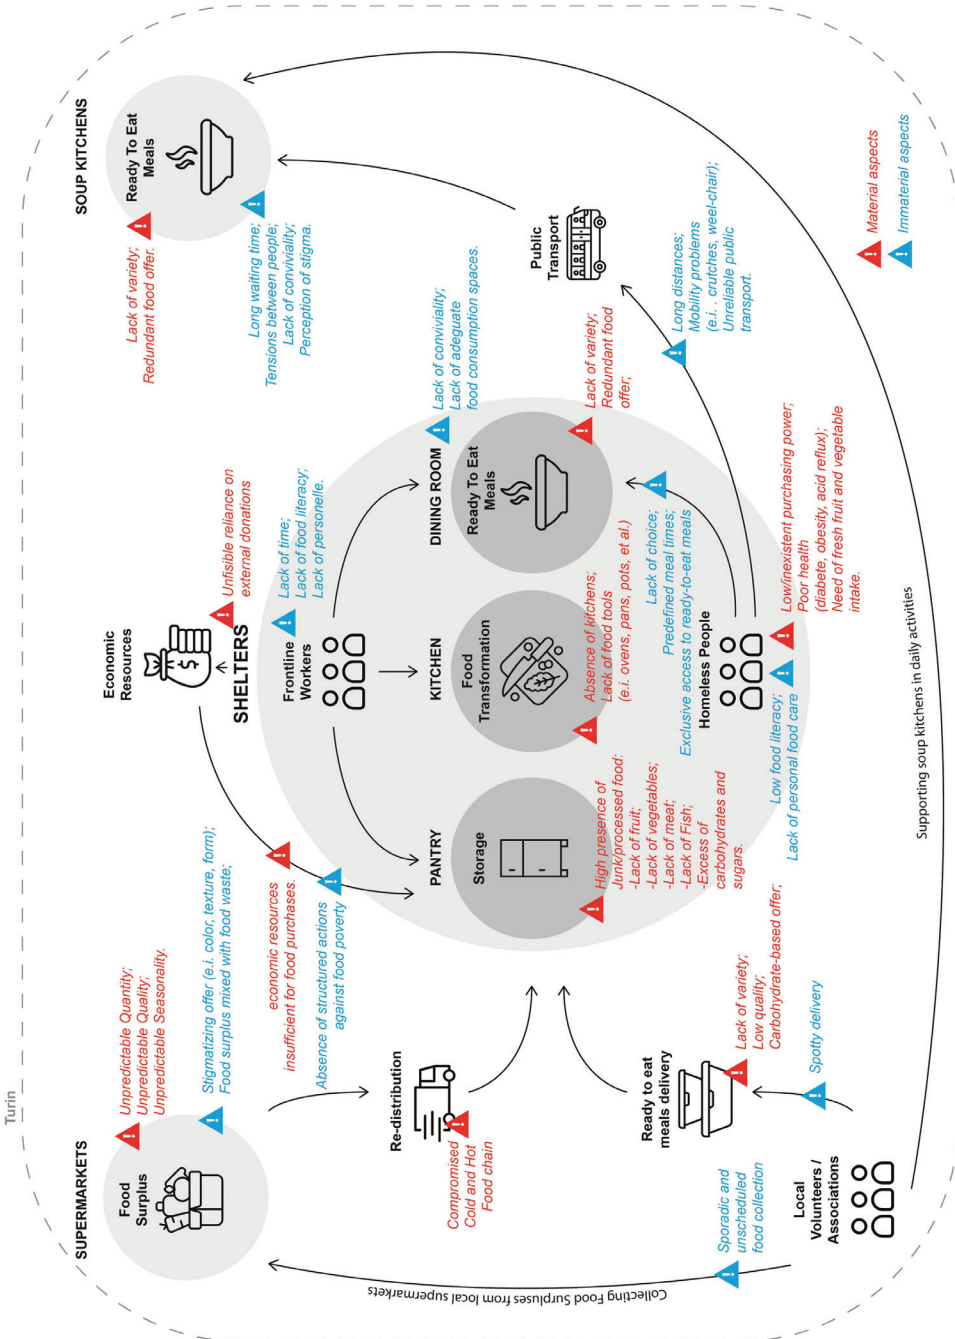 Turin
SUPERMARKETS
Food
Surplus
Unpredictable Quantity;
Unpredictable Quality;
Unpredictable Seasonality.
Stigmatizing offer (e.i. color, texture, form);
Food surplus mixed with food waste;
Economic
Resources
Unfisible reliance on
external donations
economic resources
insufficient for food purchases.
Absence of structured actions
against food poverty
SOUP KITCHENS
Ready To Eat
Meals
Lack of variety;
Redundant food offer.
Long waiting time;
Tensions between people;
Lack of conviviality;
Perception of stigma.
SHELTERS
Frontline
Workers
Lack of time;
Lack of food literacy;
Lack of personelle.
PANTRY
Storage
High presence of
Junk/processed food:
-Lack of fruit;
-Lack of vegetables;
-Lack of meat;
-Lack of Fish;
-Excess of
carbohydrates and
sugars.
KITCHEN
Food
Transformation
Absence of kitchens;
Lack of food tools
(e.i. ovens, pans, pots, et al.)
DINING ROOM
Ready To Eat
Meals
Lack of conviviality;
Lack of adeguate
food consumption spaces.
Lack of variety;
Redundant food
offer;
Lack of choice;
Predefined meal times;
Exclusive access to ready-to-eat meals
Homeless People
Low food literacy;
Lack of personal food care
Low/inexistent purchasing power;
Poor health
(diabete, obesity, acid reflux);
Need of fresh fruit and vegetable
intake.
Public
Transport
Long distances;
Mobility problems
(e.i. . crutches, weel-chair);
Unreliable public
transport.
Re-distribution
Compromised
Cold and Hot
Food chain
Ready to eat
meals delivery
Lack of variety;
Low quality;
Carbohydrate-based offer;
Spotty delivery
Sporadic and
unscheduled
food collection
Local
Volunteers /
Associations
Collecting Food Surpluses from local supermarkets
Supporting soup kitchens in daily activities
Material aspects
Immaterial aspects